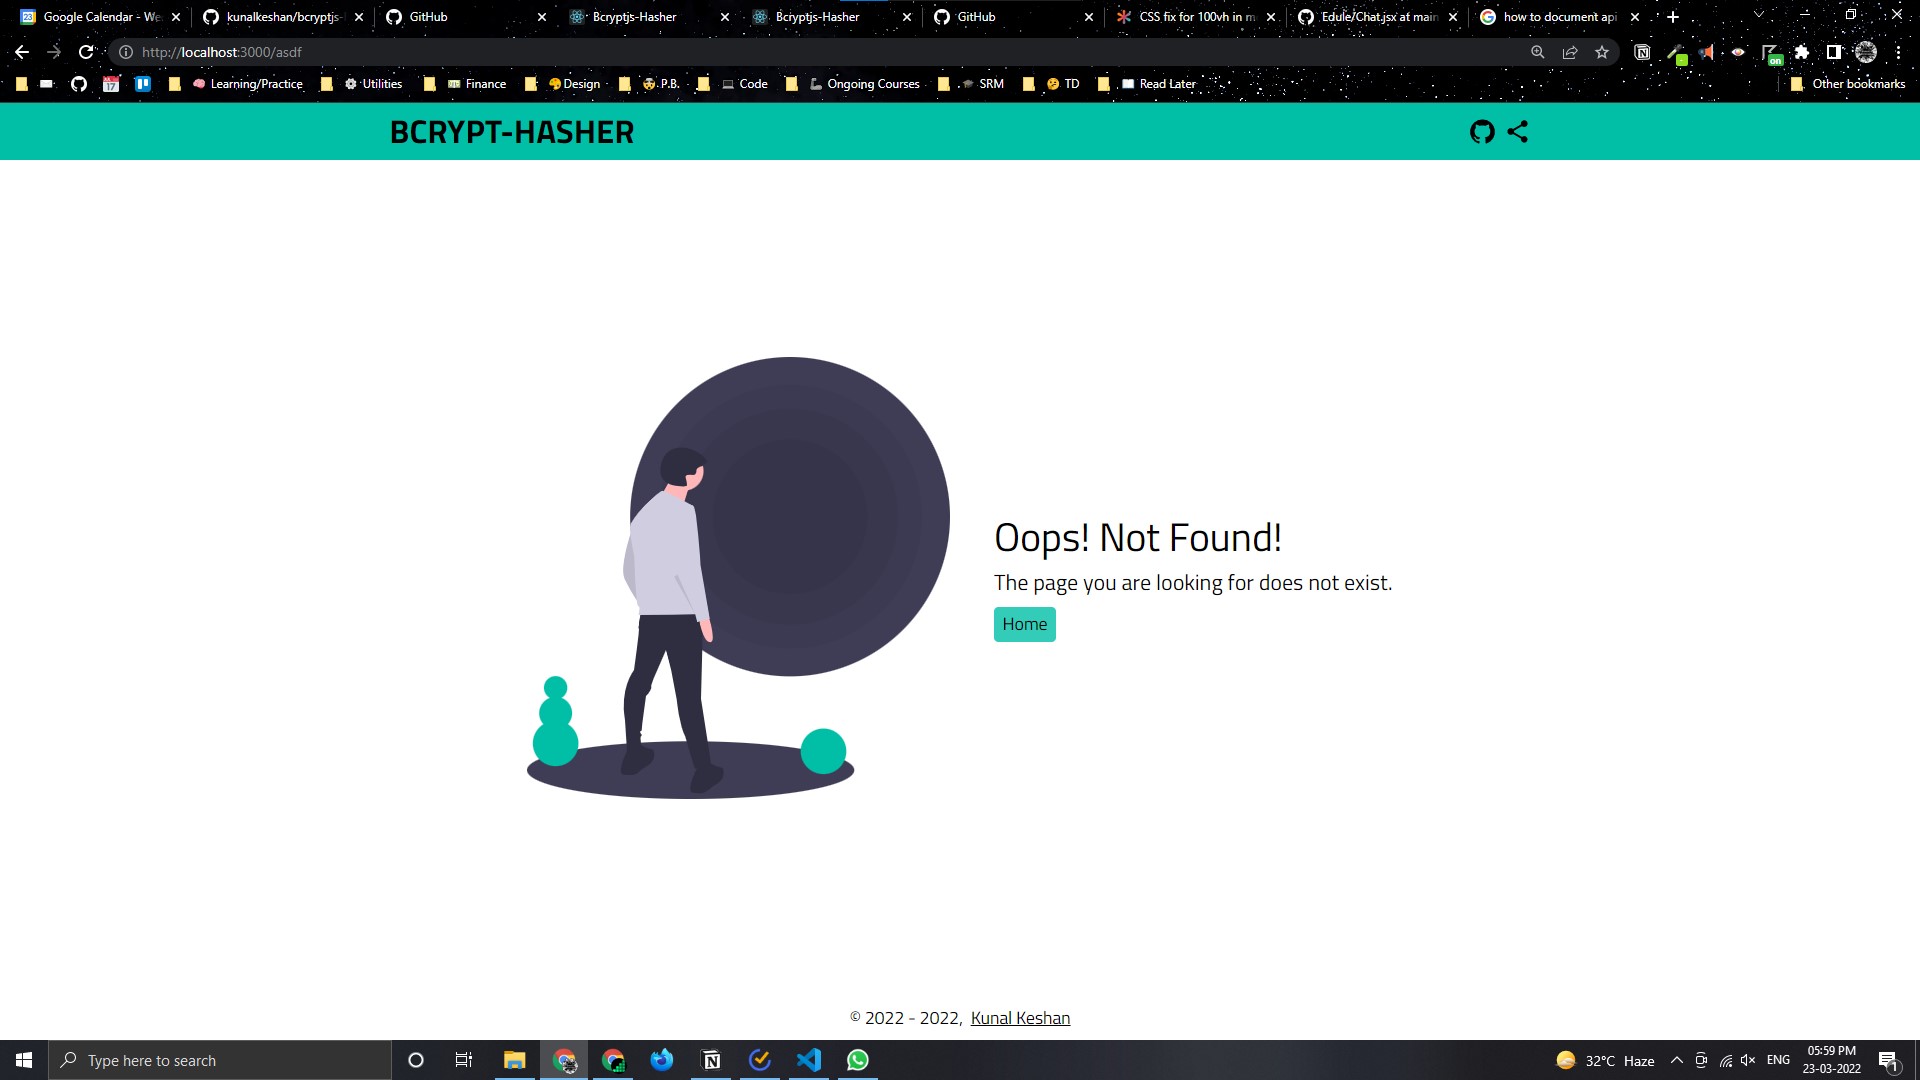 Google Calendar - We
kunalkeshan/bcryptjs-
GitHub
Bcryptjs-Hasher
Bcryptjs-Hasher
GitHub
CSS fix for 100vh in m
Edule/Chat.jsx at main
how to document api
http://localhost:3000/asdf
on
17
Learning/Practice
Utilities
Finance
Design
P.B.
Code
Ongoing Courses
SRM
TD
Read Later
Other bookmarks
BCRYPT-HASHER
Oops! Not Found!
The page you are looking for does not exist.
Home
© 2022 - 2022, Kunal Keshan
Type here to search
32°C Haze
ENG
05:59 PM
23-03-2022
1